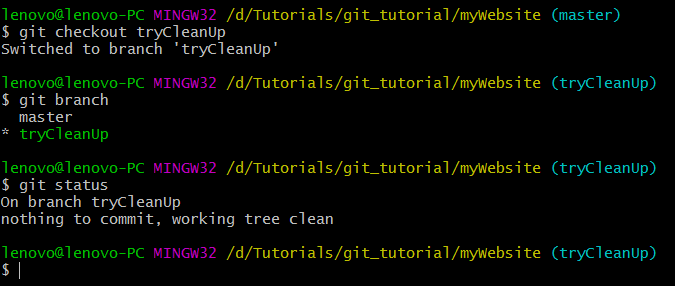 lenovo@lenovo-PC MINGW32 /d/Tutorials/git_tutorial/myWebsite (master)
$ git checkout tryCleanUp
Switched to branch 'tryCleanUp'
lenovo@lenovo-PC MINGW32 /d/Tutorials/git_tutorial/myWebsite (tryCleanUp)
$ git branch
  master
* tryCleanUp
lenovo@lenovo-PC MINGW32 /d/Tutorials/git_tutorial/myWebsite (tryCleanUp)
$ git status
On branch tryCleanUp
nothing to commit, working tree clean
lenovo@lenovo-PC MINGW32 /d/Tutorials/git_tutorial/myWebsite (tryCleanUp)
$